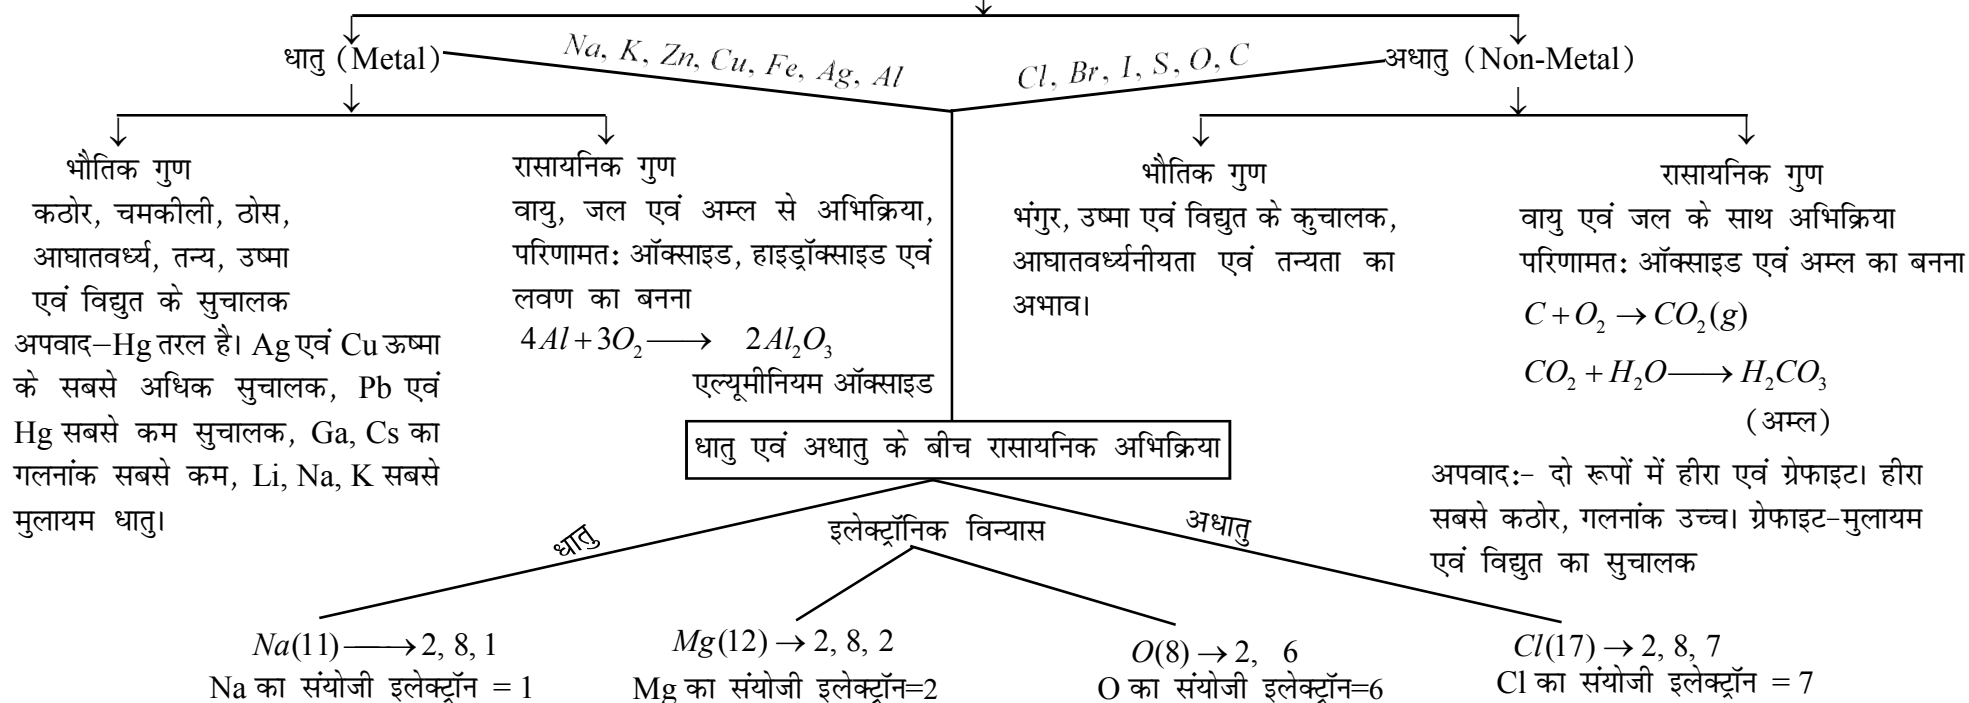 धातु (Metal)
Na, K, Zn, Cu, Fe, Ag, Al
Cl, Br, I, S, O, C
अधातु (Non-Metal)
भौतिक गुण
कठोर, चमकीली, ठोस,
आघातवर्ध्य, तन्य, उष्मा
एवं विद्युत के सुचालक
अपवाद–Hg तरल है। Ag एवं Cu ऊष्मा
के सबसे अधिक सुचालक, Pb एवं
Hg सबसे कम सुचालक, Ga, Cs का
गलनांक सबसे कम, Li, Na, K सबसे
मुलायम धातु।
रासायनिक गुण
वायु, जल एवं अम्ल से अभिक्रिया,
परिणामत: ऑक्साइड, हाइड्रॉक्साइड एवं
लवण का बनना
4Al + 3O₂ ⟶ 2Al₂O₃
एल्यूमीनियम ऑक्साइड
भौतिक गुण
भंगुर, उष्मा एवं विद्युत के कुचालक,
आघातवर्ध्यनीयता एवं तन्यता का
अभाव।
रासायनिक गुण
वायु एवं जल के साथ अभिक्रिया
परिणामत: ऑक्साइड एवं अम्ल का बनना
C + O₂ → CO₂(g)
CO₂ + H₂O ⟶ H₂CO₃
(अम्ल)
अपवाद:- दो रूपों में हीरा एवं ग्रेफाइट। हीरा
सबसे कठोर, गलनांक उच्च। ग्रेफाइट-मुलायम
एवं विद्युत का सुचालक
धातु एवं अधातु के बीच रासायनिक अभिक्रिया
धातु
इलेक्ट्रॉनिक विन्यास
अधातु
Na(11) ⟶ 2, 8, 1
Na का संयोजी इलेक्ट्रॉन = 1
Mg(12) → 2, 8, 2
Mg का संयोजी इलेक्ट्रॉन=2
O(8) → 2, 6
O का संयोजी इलेक्ट्रॉन=6
Cl(17) → 2, 8, 7
Cl का संयोजी इलेक्ट्रॉन = 7